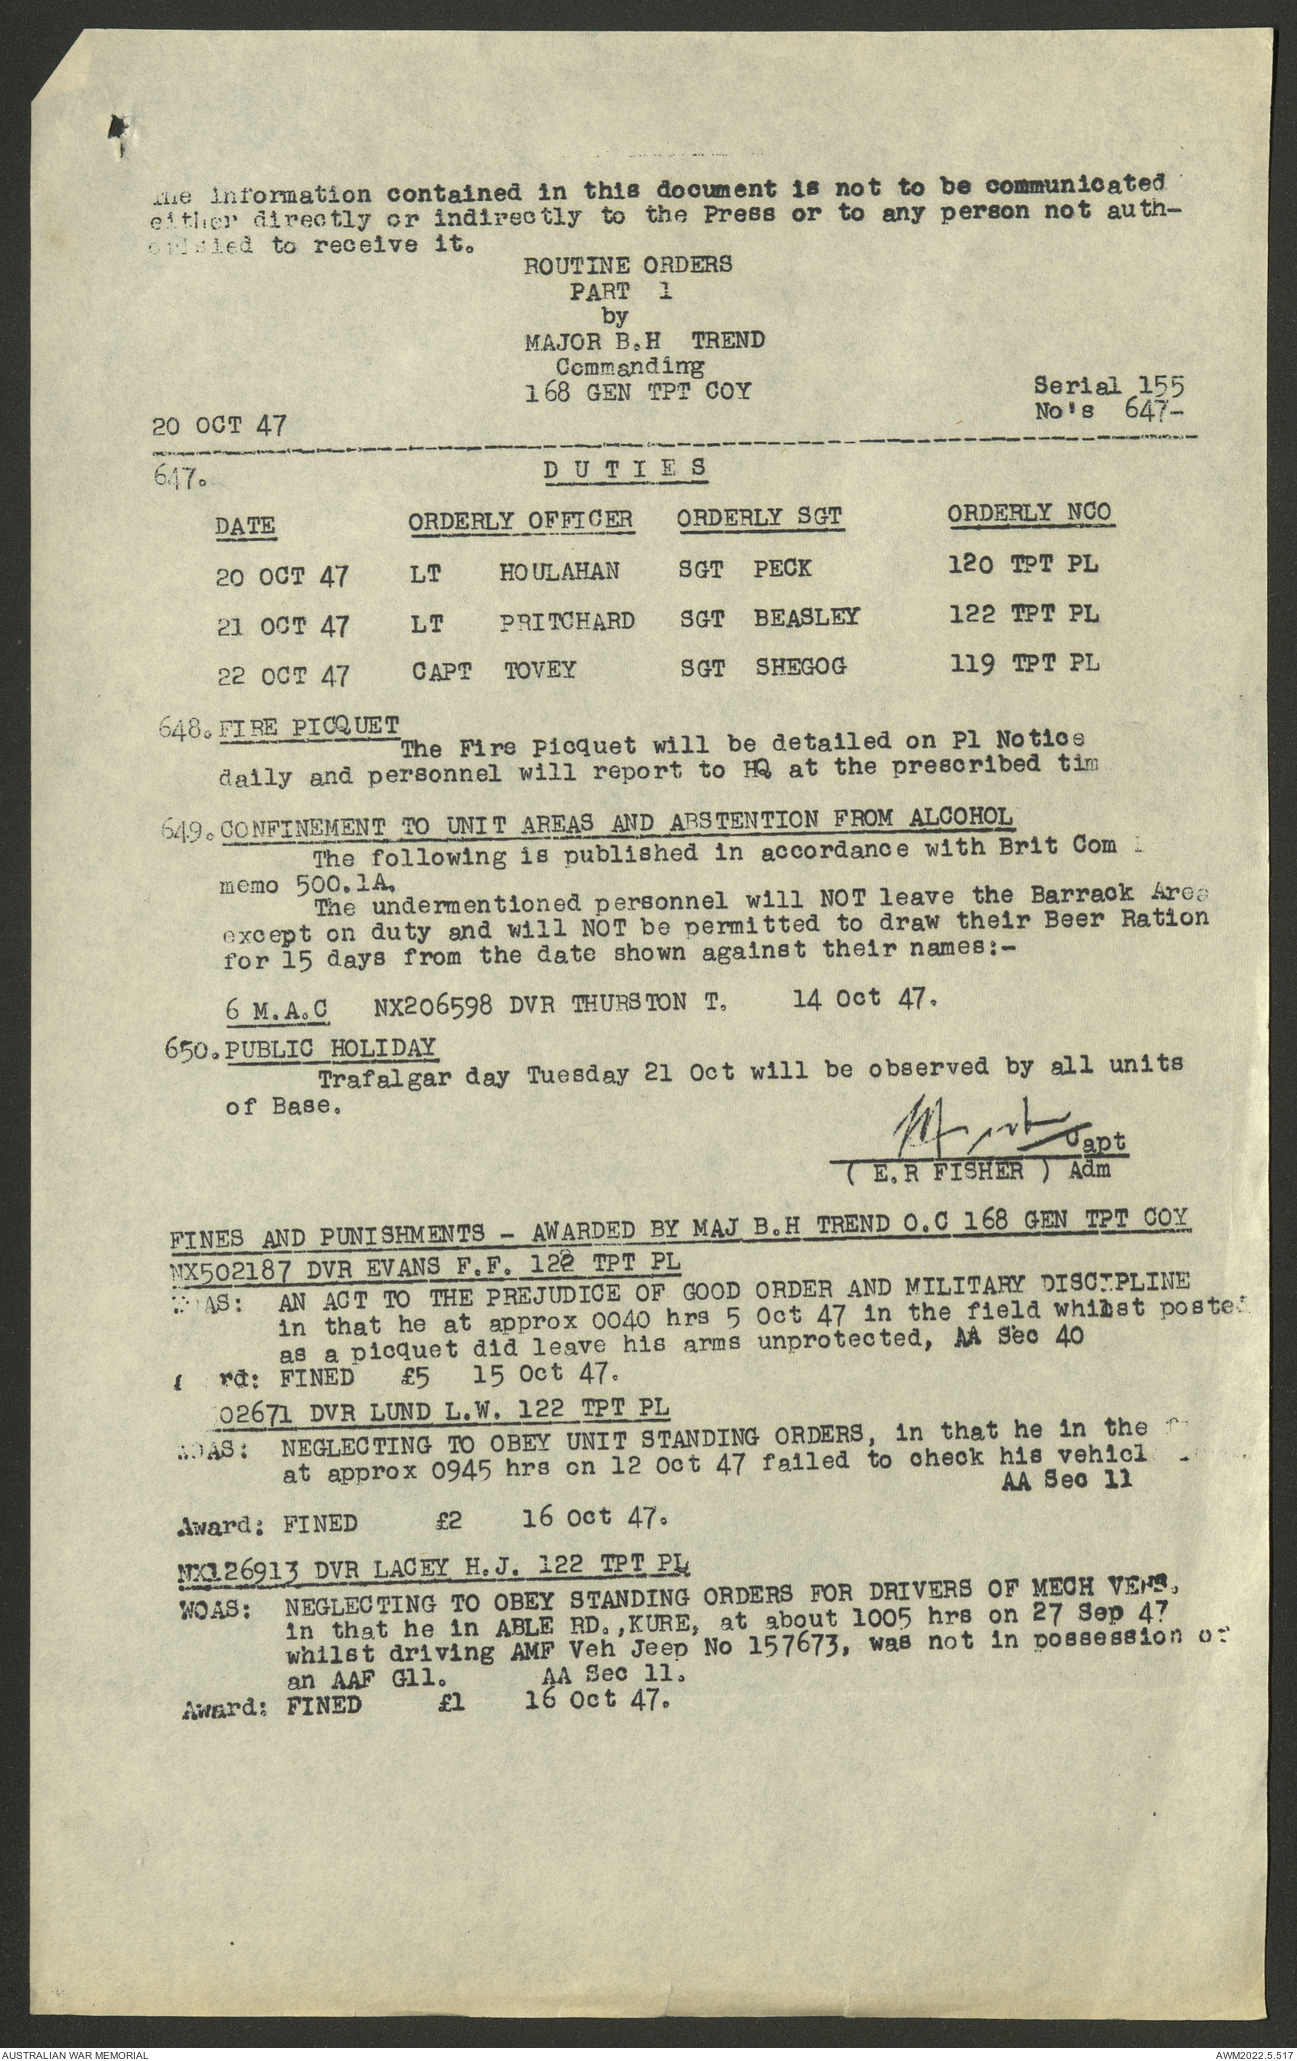 The information contained in this document is not to be communicated
either directly or indirectly to the Press or to any person not auth-
orisied to receive it.
ROUTINE ORDERS
PART 1
by
MAJOR B.H TREND
Commanding
168 GEN TPT COY
Serial 155
No's 647-
20 OCT 47
647.
D U T I E S
DATE ORDERLY OFFICER ORDERLY SGT ORDERLY NCO
20 OCT 47 LT HOULAHAN SGT PECK 120 TPT PL
21 OCT 47 LT PRITCHARD SGT BEASLEY 122 TPT PL
22 OCT 47 CAPT TOVEY SGT SHEGOG 119 TPT PL
648. FIRE PICQUET
The Fire Picquet will be detailed on Pl Notice
daily and personnel will report to HQ at the prescribed tim
649. CONFINEMENT TO UNIT AREAS AND ABSTENTION FROM ALCOHOL
The following is published in accordance with Brit Com
memo 500.1A.
The undermentioned personnel will NOT leave the Barrack Area
except on duty and will NOT be permitted to draw their Beer Ration
for 15 days from the date shown against their names:-
6 M.A.C NX206598 DVR THURSTON T. 14 Oct 47.
650. PUBLIC HOLIDAY
Trafalgar day Tuesday 21 Oct will be observed by all units
of Base.
Capt
( E.R FISHER ) Adm
FINES AND PUNISHMENTS - AWARDED BY MAJ B.H TREND O.C 168 GEN TPT COY
NX502187 DVR EVANS F.F. 122 TPT PL
WOAS: AN ACT TO THE PREJUDICE OF GOOD ORDER AND MILITARY DISCIPLINE
in that he at approx 0040 hrs 5 Oct 47 in the field whilst posted
as a picquet did leave his arms unprotected, AA Sec 40
rd: FINED £5 15 Oct 47.
02671 DVR LUND L.W. 122 TPT PL
WOAS: NEGLECTING TO OBEY UNIT STANDING ORDERS, in that he in the
at approx 0945 hrs on 12 Oct 47 failed to check his vehicl
AA Sec 11
Award: FINED £2 16 Oct 47.
NX126913 DVR LACEY H.J. 122 TPT PL
WOAS: NEGLECTING TO OBEY STANDING ORDERS FOR DRIVERS OF MECH VEHS,
in that he in ABLE RD.,KURE, at about 1005 hrs on 27 Sep 47
whilst driving AMF Veh Jeep No 157673, was not in possession of
an AAF G11. AA Sec 11.
Award: FINED £1 16 Oct 47.
AUSTRALIAN WAR MEMORIAL
AWM2022.5.517